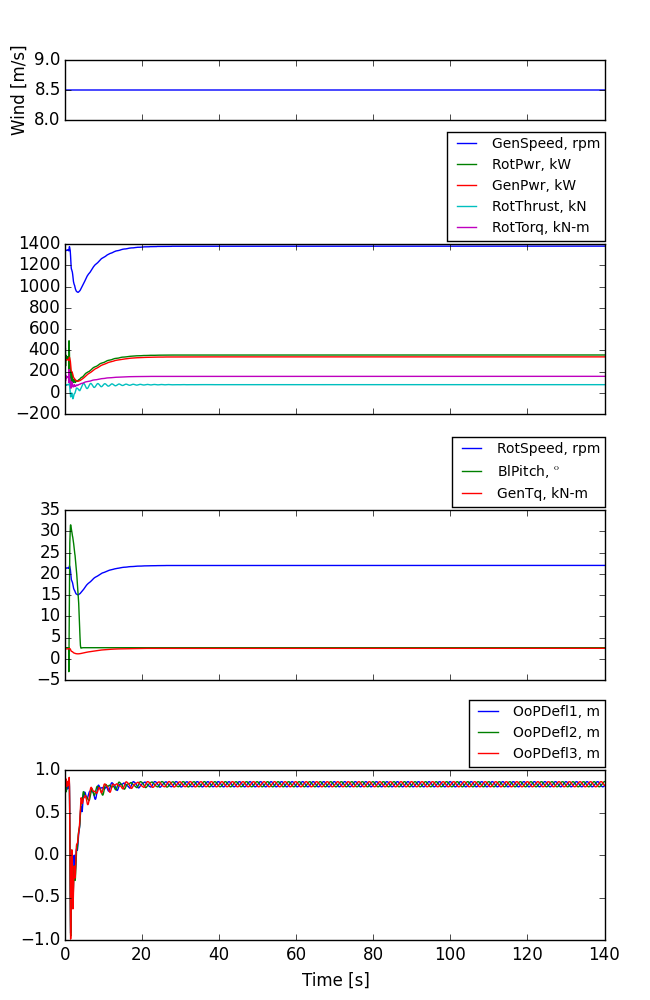 Wind [m/s]
9.0
8.5
8.0
GenSpeed, rpm
RotPwr, kW
GenPwr, kW
RotThrust, kN
RotTorq, kN-m
1400
1200
1000
800
600
400
200
0
−200
RotSpeed, rpm
BlPitch, °
GenTq, kN-m
35
30
25
20
15
10
5
0
−5
OoPDefl1, m
OoPDefl2, m
OoPDefl3, m
1.0
0.5
0.0
−0.5
−1.0
0 20 40 60 80 100 120 140
Time [s]